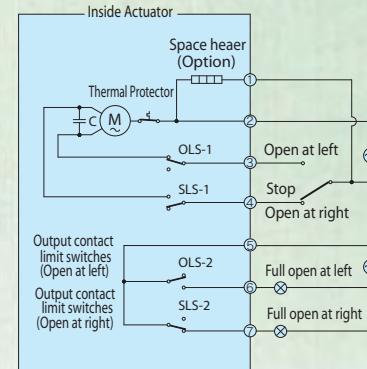 Inside Actuator
Space heaer
(Option)
Thermal Protector
C
M
~
OLS-1
SLS-1
1
2
3
4
5
6
7
Open at left
Stop
Open at right
Output contact
limit switches
(Open at left)
Output contact
limit switches
(Open at right)
OLS-2
SLS-2
Full open at left
Full open at right